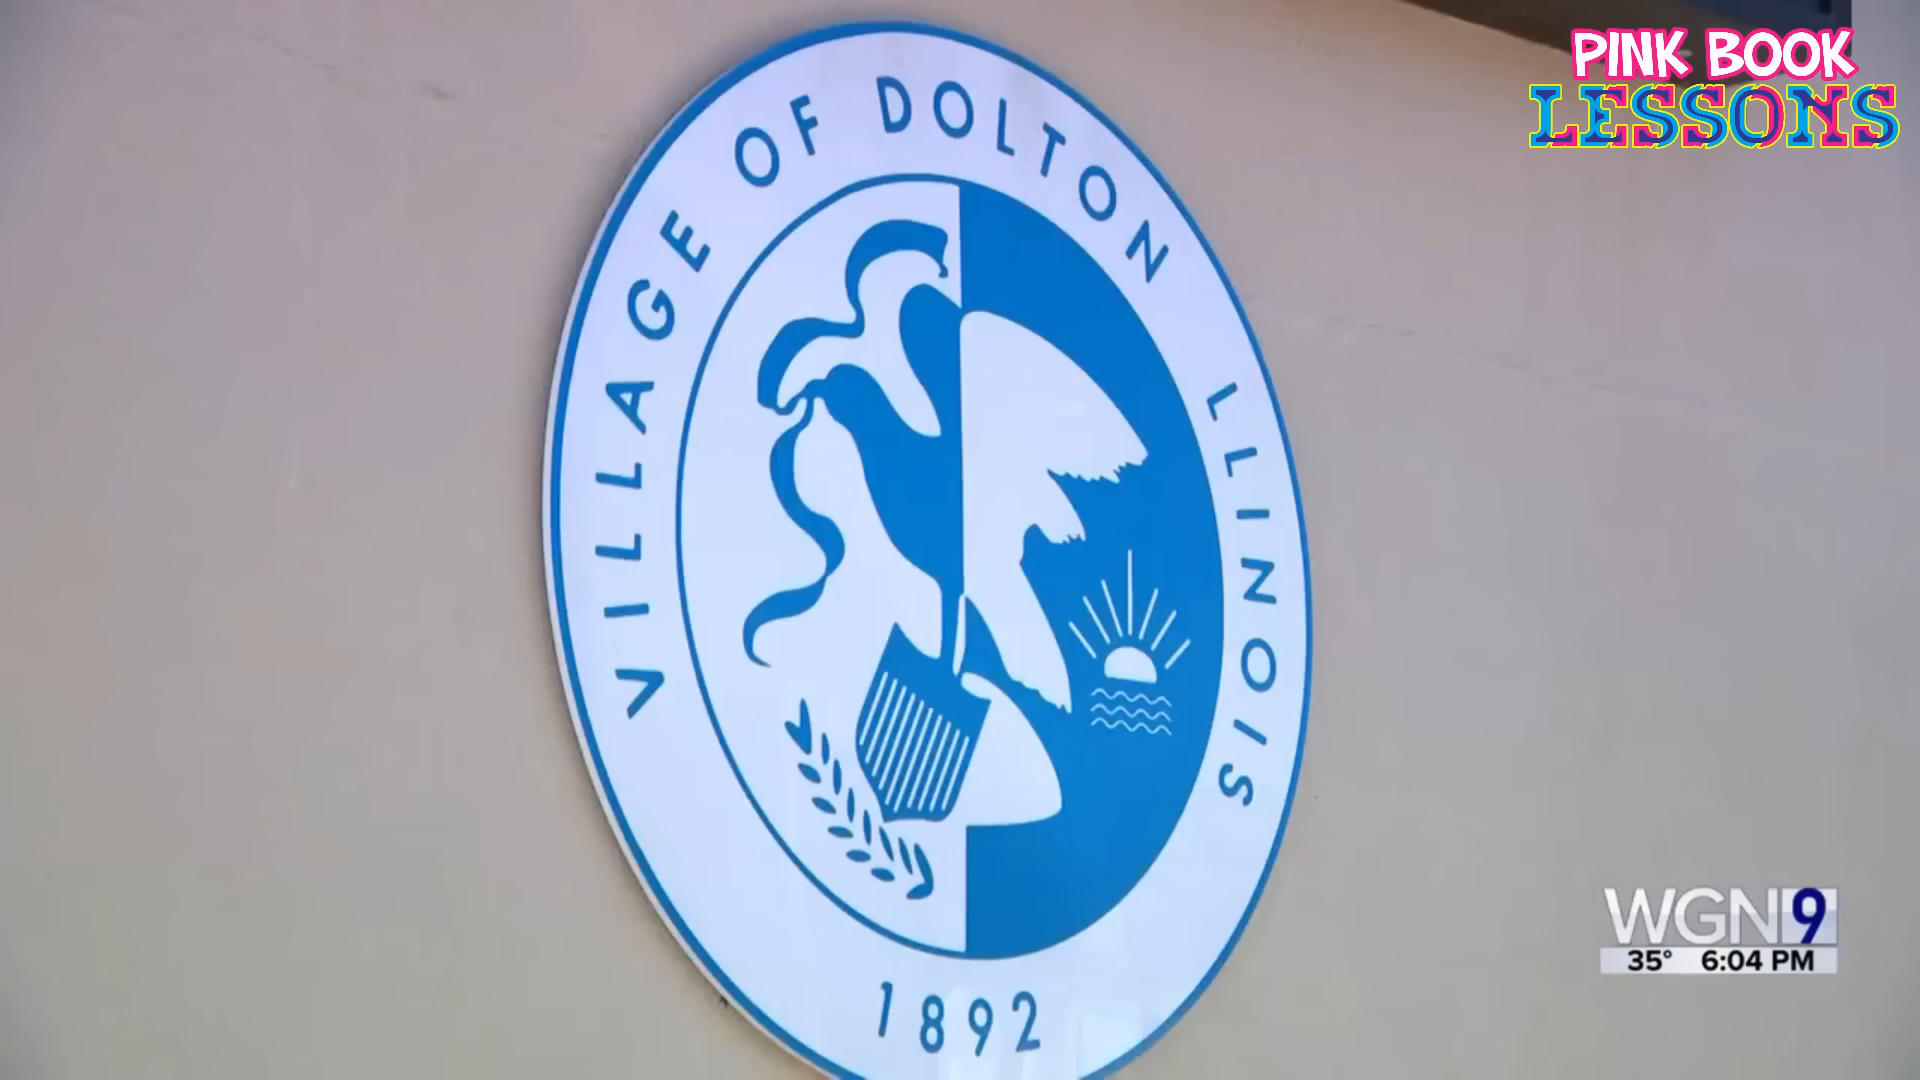 PINK BOOK
LESSONS
VILLAGE OF DOLTON ILLINOIS
1892
WGN9
35° 6:04 PM